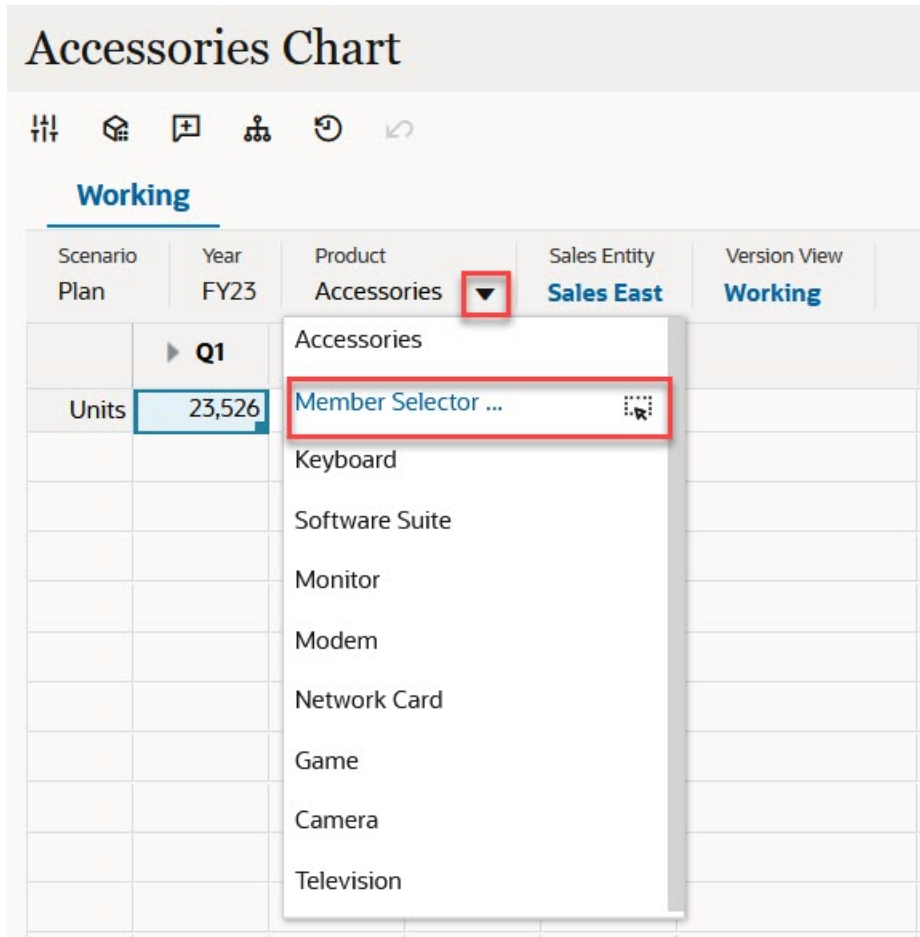 Accessories Chart
Working
Scenario Year Product Sales Entity Version View
Plan FY23 Accessories Sales East Working
Q1
Accessories
Units 23,526
Member Selector ...
Keyboard
Software Suite
Monitor
Modem
Network Card
Game
Camera
Television